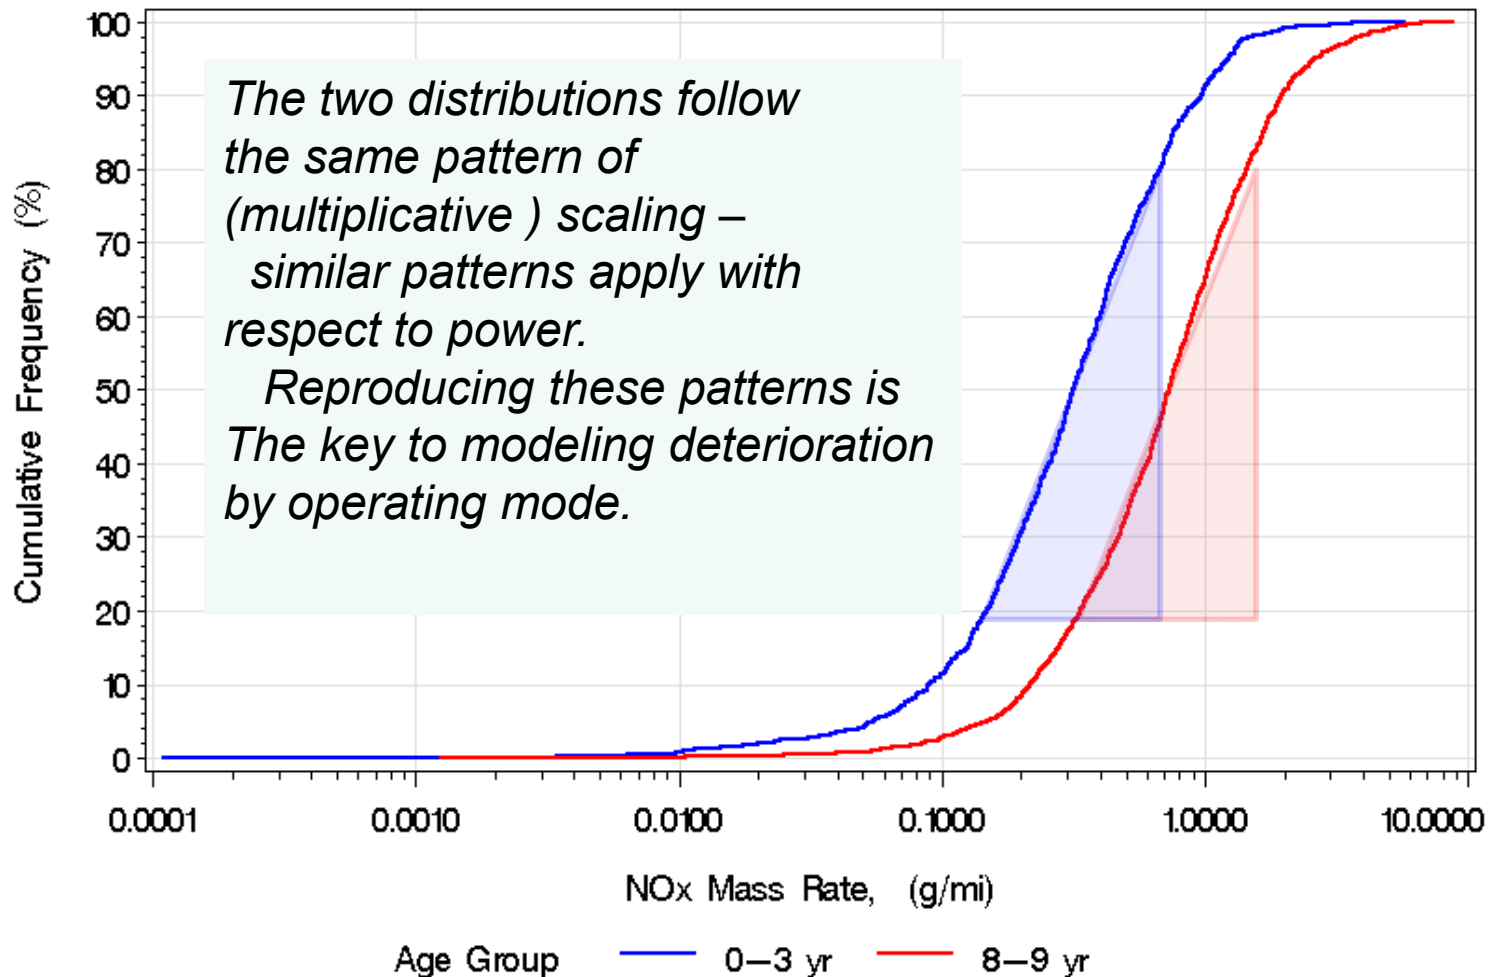 100
90
80
70
60
50
40
30
20
10
0
Cumulative Frequency (%)
The two distributions follow
the same pattern of
(multiplicative ) scaling –
similar patterns apply with
respect to power.
Reproducing these patterns is
The key to modeling deterioration
by operating mode.
0.0001 0.0010 0.0100 0.1000 1.0000 10.0000
NOx Mass Rate, (g/mi)
Age Group 0–3 yr 8–9 yr